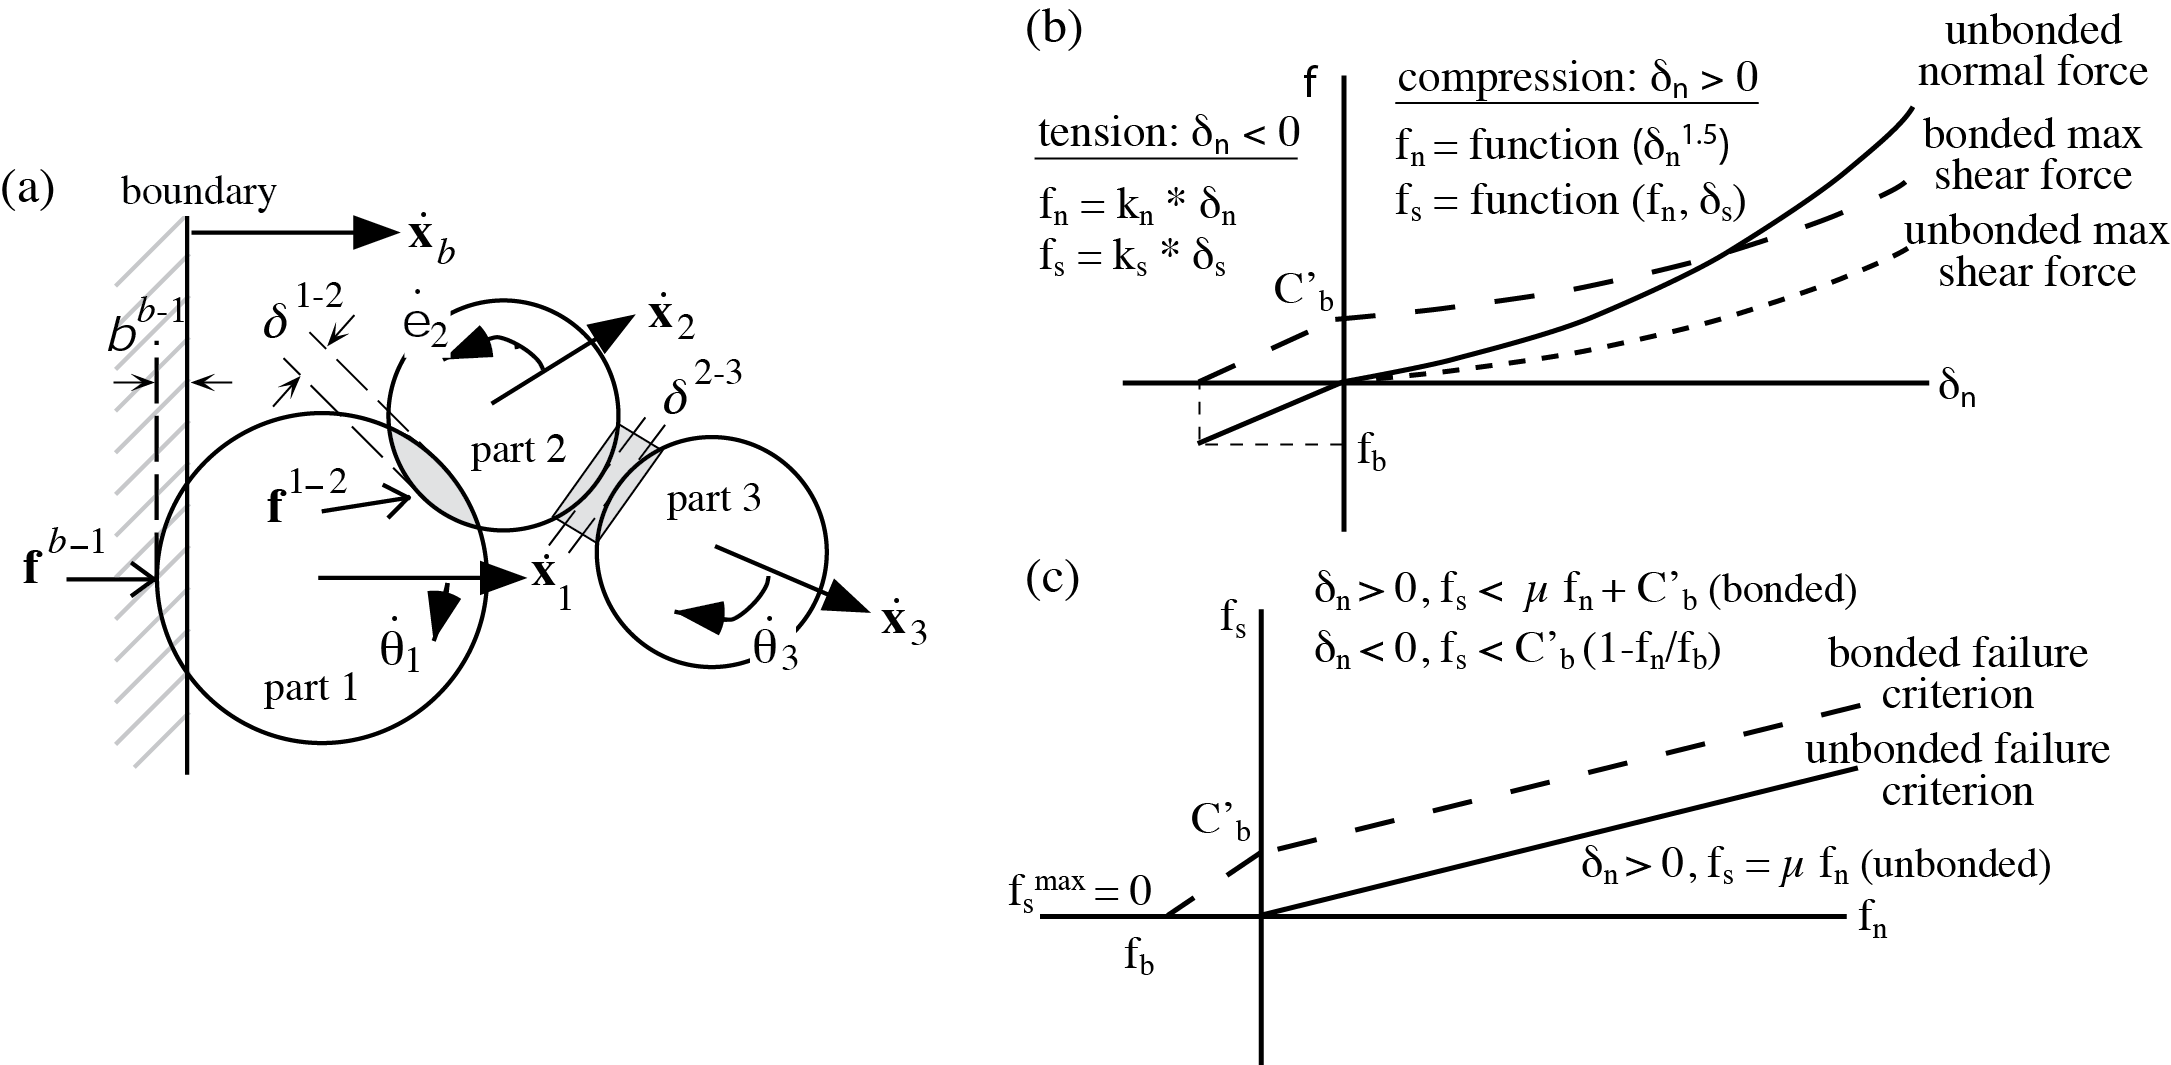 (a)
boundary
ẋb
b b-1
δ 1-2
ė2
ẋ2
δ 2-3
part 2
part 3
f 1–2
f b–1
ẋ1
θ̇1
θ̇3
ẋ3
part 1
(b)
f
tension: δn < 0
fn = kn * δn
fs = ks * δs
compression: δn > 0
fn = function (δn^1.5)
fs = function (fn, δs)
unbonded
normal force
bonded max
shear force
unbonded max
shear force
C’b
δn
fb
(c)
fs
δn > 0, fs < μ fn + C’b (bonded)
δn < 0, fs < C’b (1-fn/fb)
bonded failure
criterion
unbonded failure
criterion
C’b
δn > 0, fs = μ fn (unbonded)
fs^max = 0
fn
fb